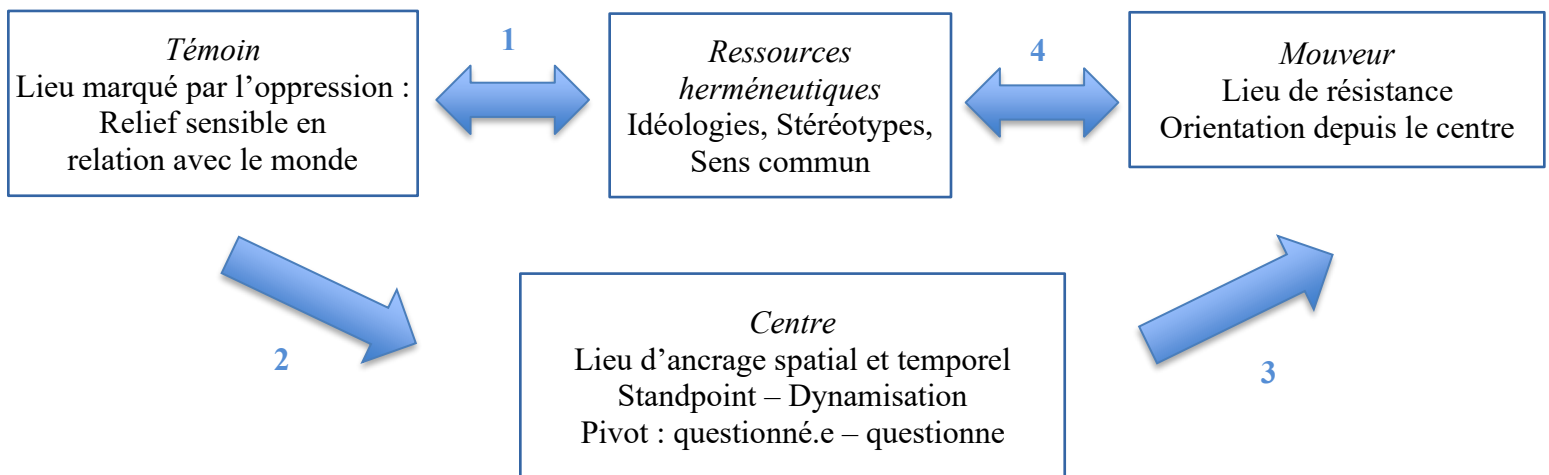 Témoin
Lieu marqué par l’oppression :
Relief sensible en
relation avec le monde
1
Ressources
herméneutiques
Idéologies, Stéréotypes,
Sens commun
4
Mouveur
Lieu de résistance
Orientation depuis le centre
2
Centre
Lieu d’ancrage spatial et temporel
Standpoint – Dynamisation
Pivot : questionné.e – questionne
3